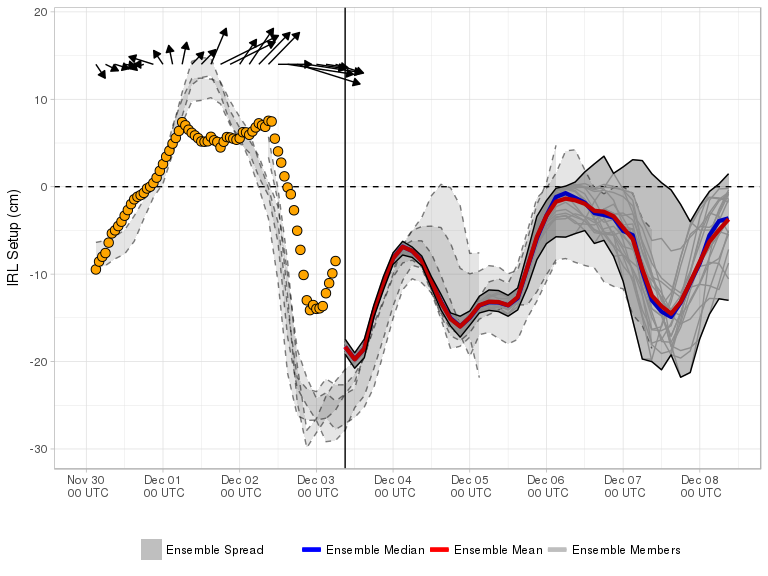 IRL Setup (cm)
20
10
0
-10
-20
-30
Nov 30 Dec 01 Dec 02 Dec 03 Dec 04 Dec 05 Dec 06 Dec 07 Dec 08
00 UTC 00 UTC 00 UTC 00 UTC 00 UTC 00 UTC 00 UTC 00 UTC 00 UTC
Ensemble Spread Ensemble Median Ensemble Mean Ensemble Members